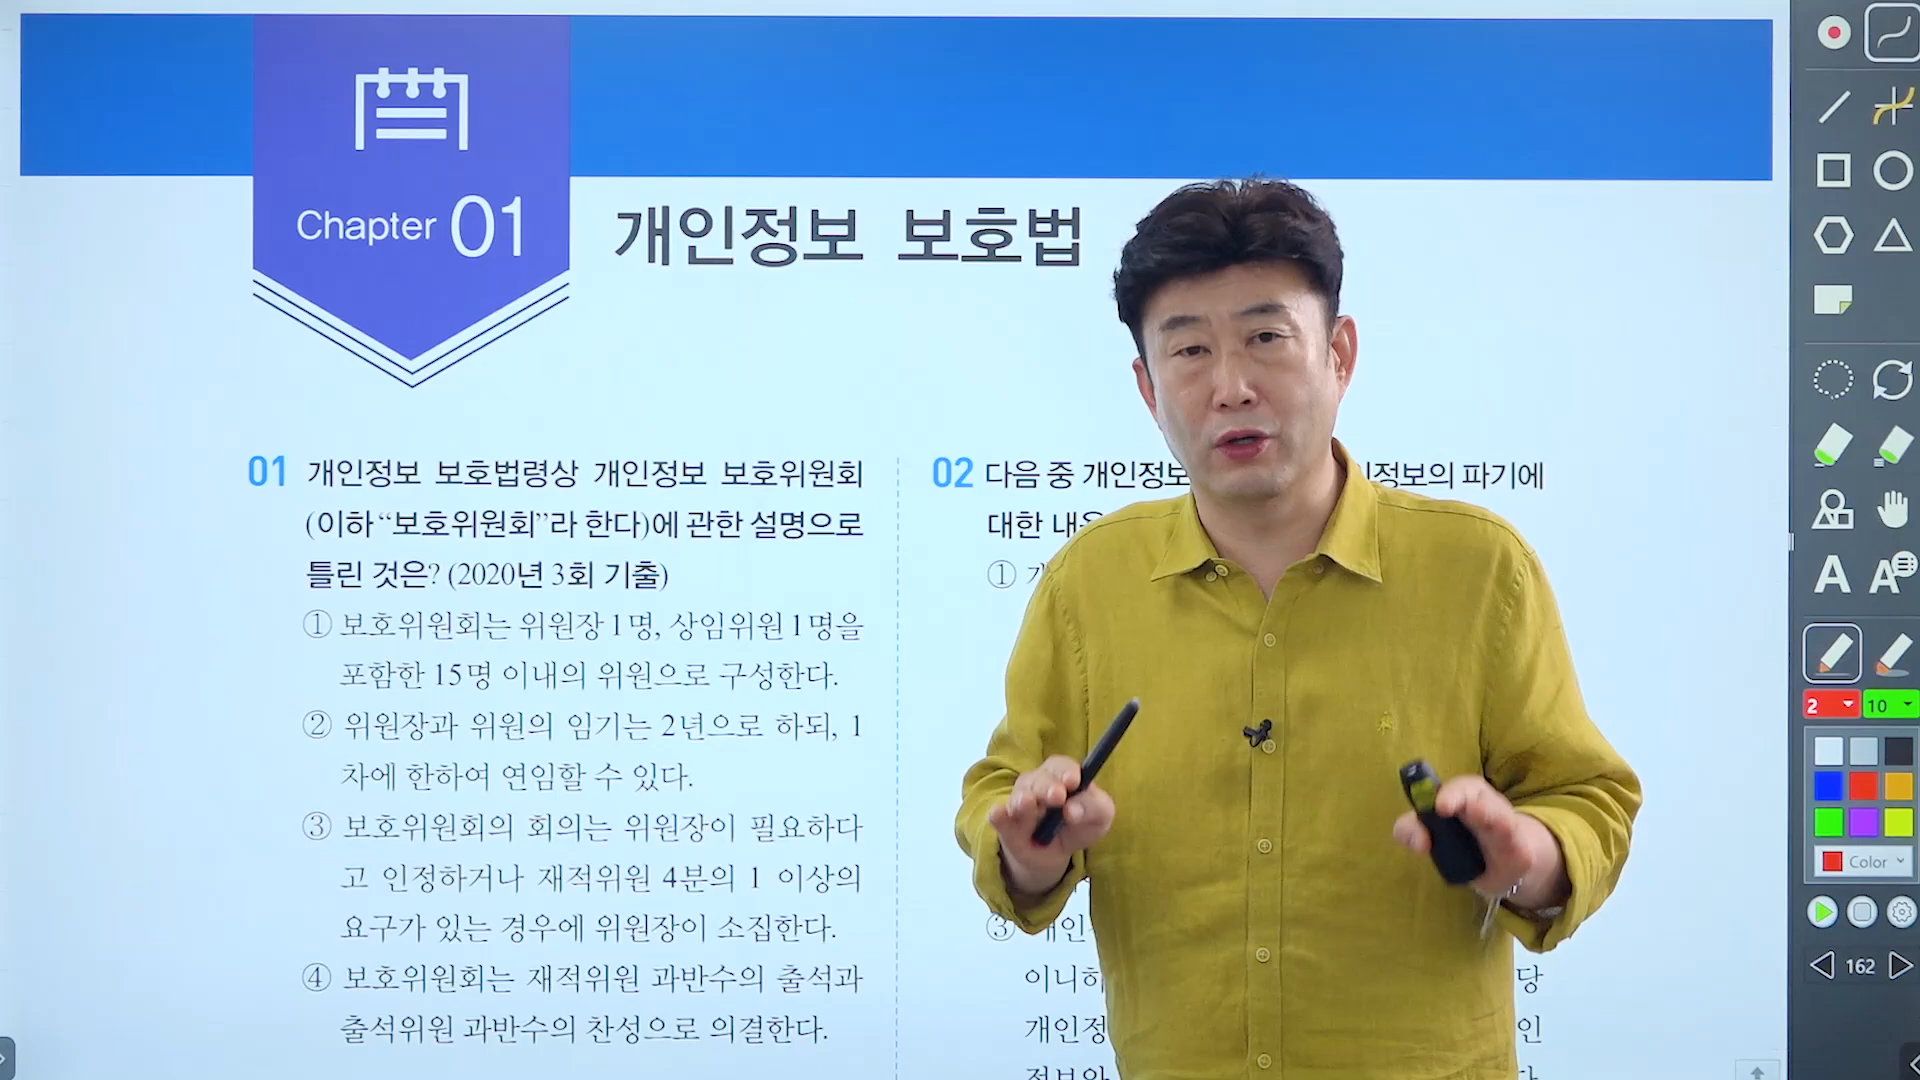 Chapter 01
개인정보 보호법
01 개인정보 보호법령상 개인정보 보호위원회
(이하 “보호위원회”라 한다)에 관한 설명으로
틀린 것은? (2020년 3회 기출)
① 보호위원회는 위원장 1명, 상임위원 1명을
포함한 15명 이내의 위원으로 구성한다.
② 위원장과 위원의 임기는 2년으로 하되, 1
차에 한하여 연임할 수 있다.
③ 보호위원회의 회의는 위원장이 필요하다
고 인정하거나 재적위원 4분의 1 이상의
요구가 있는 경우에 위원장이 소집한다.
④ 보호위원회는 재적위원 과반수의 출석과
출석위원 과반수의 찬성으로 의결한다.
02 다음 중 개인정보 정보의 파기에
대한
①
③
당
인
A A
2 10
Color
162